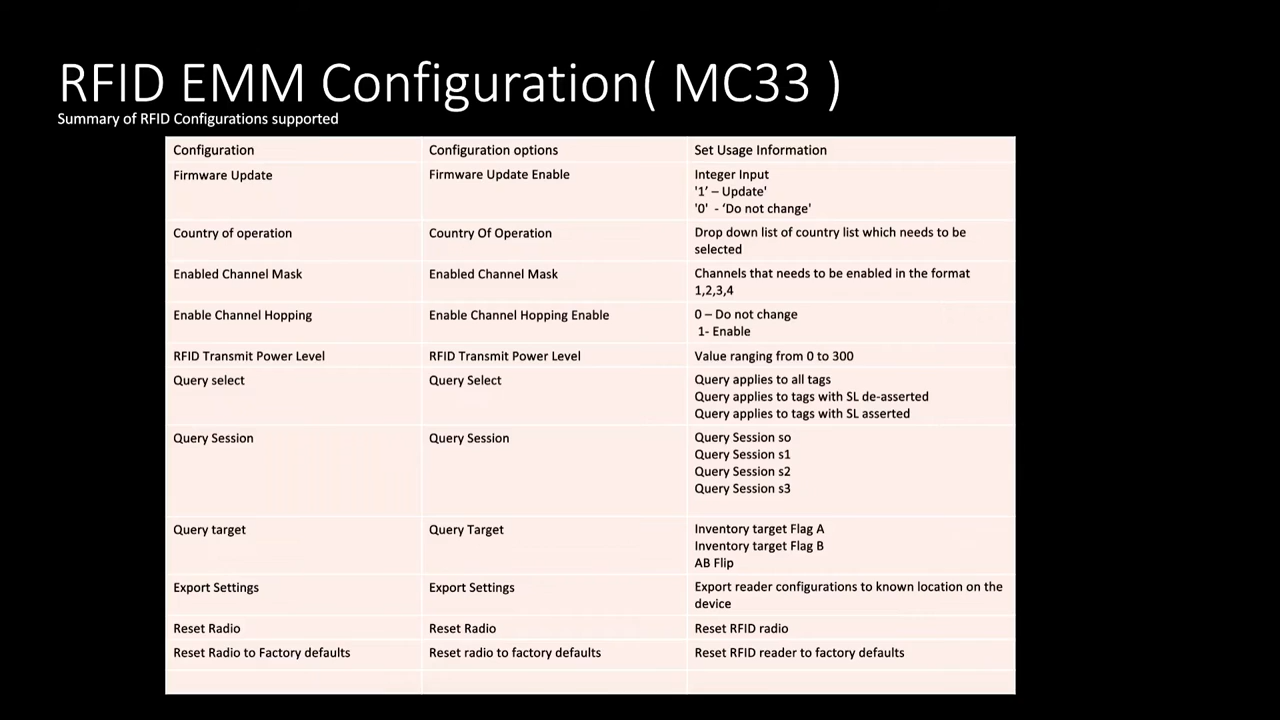 RFID EMM Configuration( MC33 )
Summary of RFID Configurations supported
Configuration Configuration options Set Usage Information
Firmware Update Firmware Update Enable Integer Input
'1’ – Update'
'0'  - ‘Do not change'
Country of operation Country Of Operation Drop down list of country list which needs to be
selected
Enabled Channel Mask Enabled Channel Mask Channels that needs to be enabled in the format
1,2,3,4
Enable Channel Hopping Enable Channel Hopping Enable 0 – Do not change
1- Enable
RFID Transmit Power Level RFID Transmit Power Level Value ranging from 0 to 300
Query select Query Select Query applies to all tags
Query applies to tags with SL de-asserted
Query applies to tags with SL asserted
Query Session Query Session Query Session so
Query Session s1
Query Session s2
Query Session s3
Query target Query Target Inventory target Flag A
Inventory target Flag B
AB Flip
Export Settings Export Settings Export reader configurations to known location on the
device
Reset Radio Reset Radio Reset RFID radio
Reset Radio to Factory defaults Reset radio to factory defaults Reset RFID reader to factory defaults